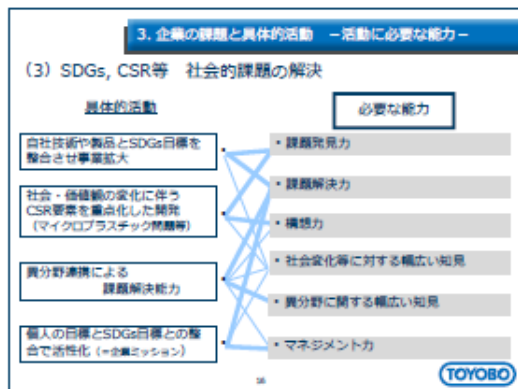 3. 企業の課題と具体的活動　－活動に必要な能力－
（3）SDGs, CSR等　社会的課題の解決
具体的活動
必要な能力
自社技術や製品とSDGs目標を
整合させ事業拡大
社会・価値観の変化に伴う
CSR要素を重点化した開発
（マイクロプラスチック問題等）
異分野連携による
課題解決能力
個人の目標とSDGs目標との整
合で活性化（=企業ミッション）
・課題発見力
・課題解決力
・構想力
・社会変化等に対する幅広い知見
・異分野に関する幅広い知見
・マネジメント力
16
TOYOBO